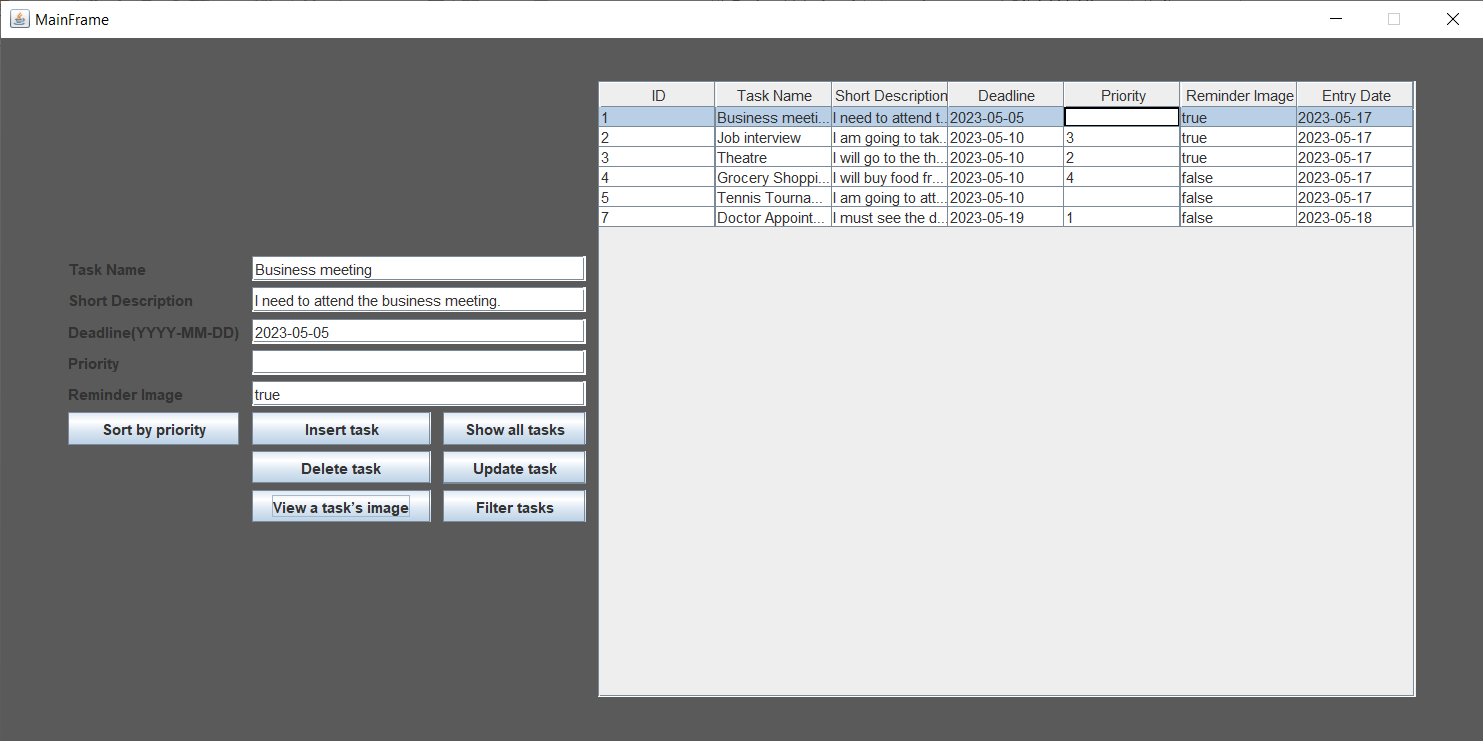 MainFrame
ID Task Name Short Description Deadline Priority Reminder Image Entry Date
1 Business meeti... I need to attend t... 2023-05-05 true 2023-05-17
2 Job interview I am going to tak... 2023-05-10 3 true 2023-05-17
3 Theatre I will go to the th... 2023-05-10 2 true 2023-05-17
4 Grocery Shoppi... I will buy food fr... 2023-05-10 4 false 2023-05-17
5 Tennis Tourna... I am going to att... 2023-05-10 false 2023-05-17
7 Doctor Appoint... I must see the d... 2023-05-19 1 false 2023-05-18
Task Name Business meeting
Short Description I need to attend the business meeting.
Deadline(YYYY-MM-DD) 2023-05-05
Priority
Reminder Image true
Sort by priority Insert task Show all tasks
Delete task Update task
View a task's image Filter tasks